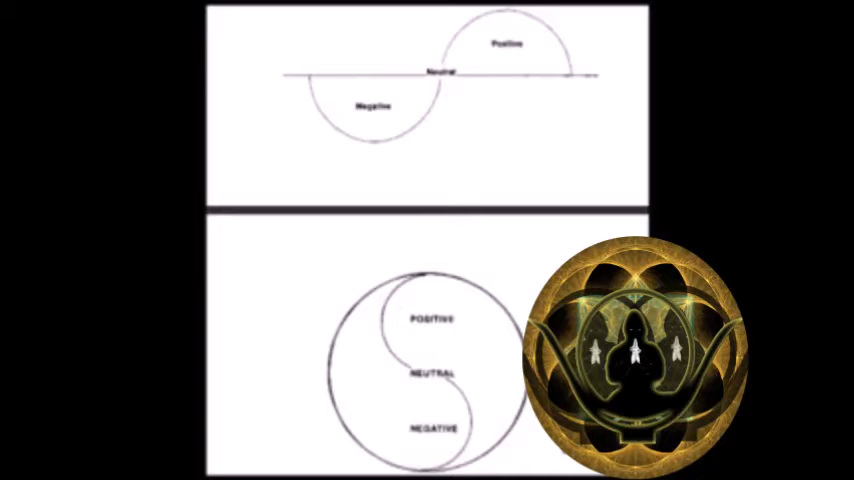 Positive
Neutral
Negative
POSITIVE
NEUTRAL
NEGATIVE